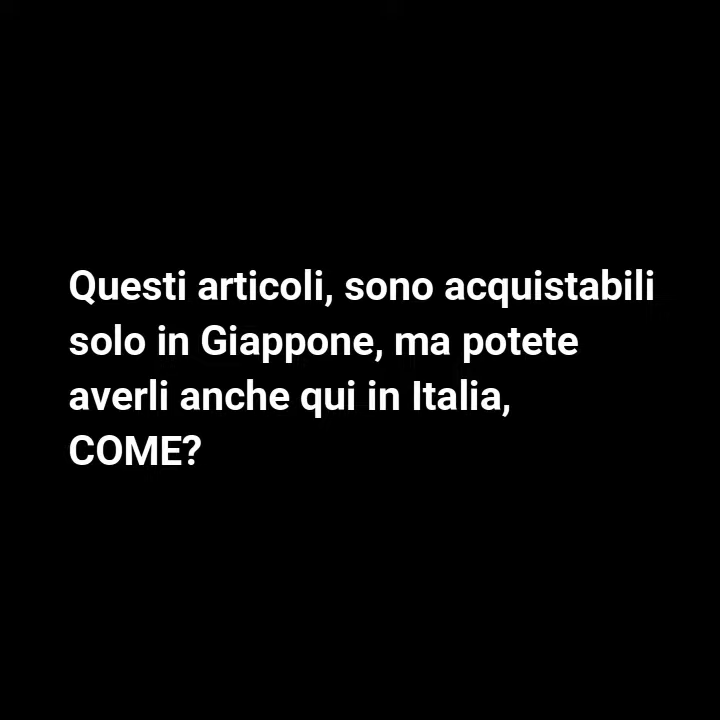 Questi articoli, sono acquistabili
solo in Giappone, ma potete
averli anche qui in Italia,
COME?